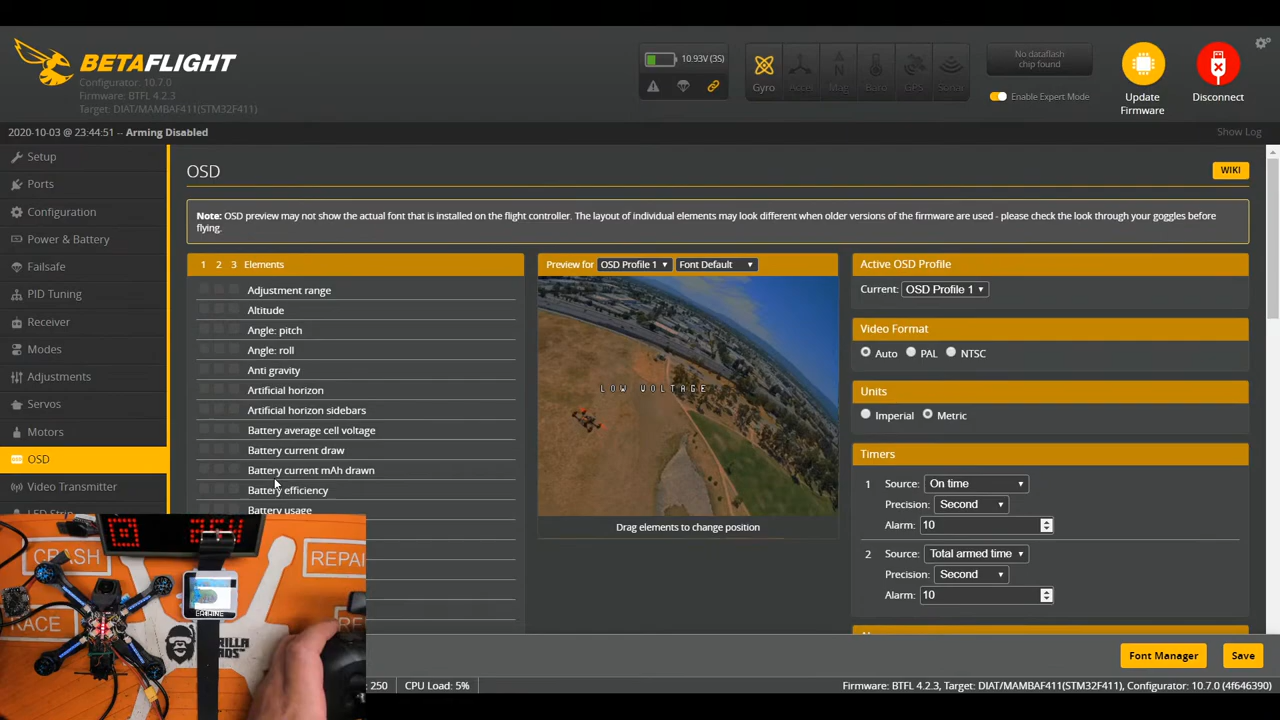 BETAFLIGHT
Configurator: 10.7.0
Firmware: BTFL 4.2.3
Target: DIAT/MAMBAF411(STM32F411)
10.93V (3S)
Gyro
Accel
Mag
Baro
GPS
Sonar
No dataflash
chip found
Enable Expert Mode
Update
Firmware
Disconnect
2020-10-03 @ 23:44:51 -- Arming Disabled
Show Log
Setup
Ports
Configuration
Power & Battery
Failsafe
PID Tuning
Receiver
Modes
Adjustments
Servos
Motors
OSD
Video Transmitter
LED Strip
OSD
WIKI
Note: OSD preview may not show the actual font that is installed on the flight controller. The layout of individual elements may look different when older versions of the firmware are used - please check the look through your goggles before
flying.
1 2 3 Elements
Adjustment range
Altitude
Angle: pitch
Angle: roll
Anti gravity
Artificial horizon
Artificial horizon sidebars
Battery average cell voltage
Battery current draw
Battery current mAh drawn
Battery efficiency
Battery usage
Preview for OSD Profile 1 Font Default
LOW VOLTAGE
Drag elements to change position
Active OSD Profile
Current: OSD Profile 1
Video Format
Auto PAL NTSC
Units
Imperial Metric
Timers
1 Source: On time
Precision: Second
Alarm: 10
2 Source: Total armed time
Precision: Second
Alarm: 10
Font Manager
Save
CRASH
REPAIR
RACE
EACHINE
250
CPU Load: 5%
Firmware: BTFL 4.2.3, Target: DIAT/MAMBAF411(STM32F411), Configurator: 10.7.0 (4f646390)